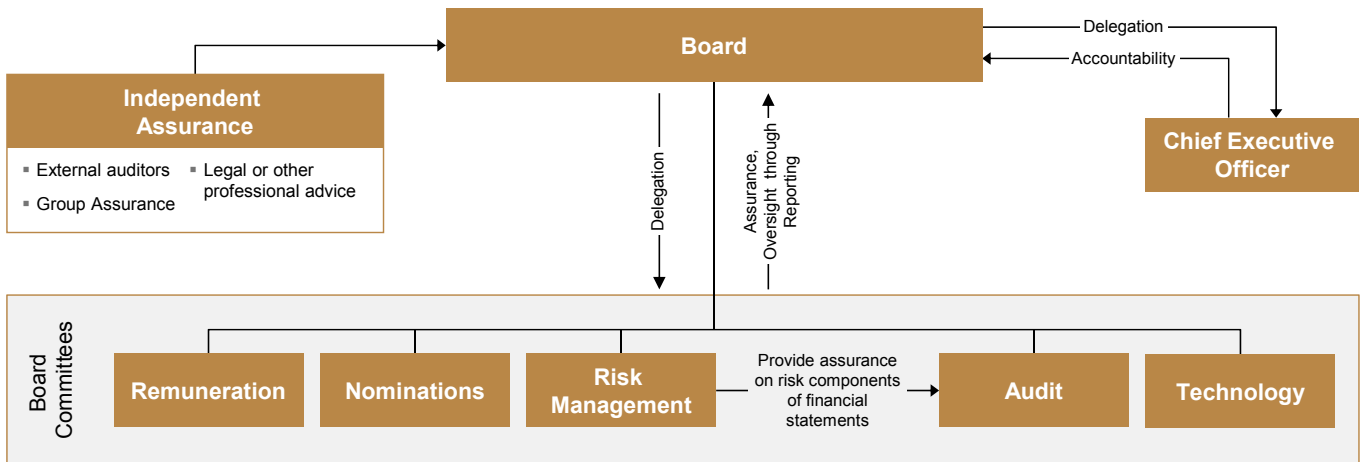 Board
Delegation
Accountability
Independent
Assurance
▪ External auditors
▪ Group Assurance
▪ Legal or other
professional advice
Chief Executive
Officer
Delegation
Assurance,
Oversight through
Reporting
Board
Committees
Remuneration
Nominations
Risk
Management
Provide assurance
on risk components
of financial
statements
Audit
Technology